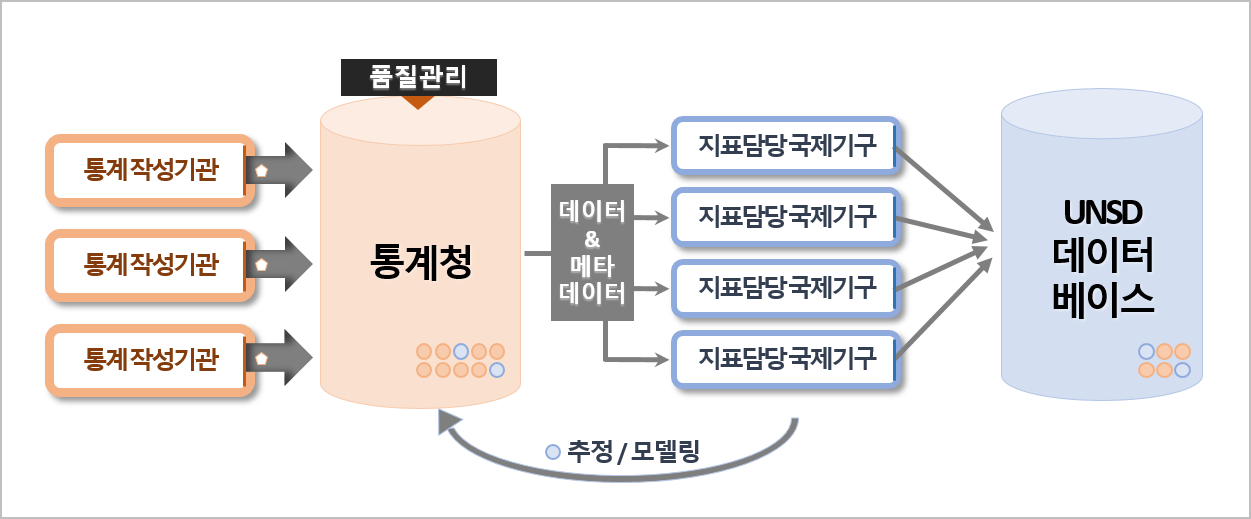 품질관리
통계작성기관
통계작성기관
통계작성기관
통계청
데이터
&
메타
데이터
지표담당국제기구
지표담당국제기구
지표담당국제기구
지표담당국제기구
UNSD
데이터
베이스
추정 / 모델링